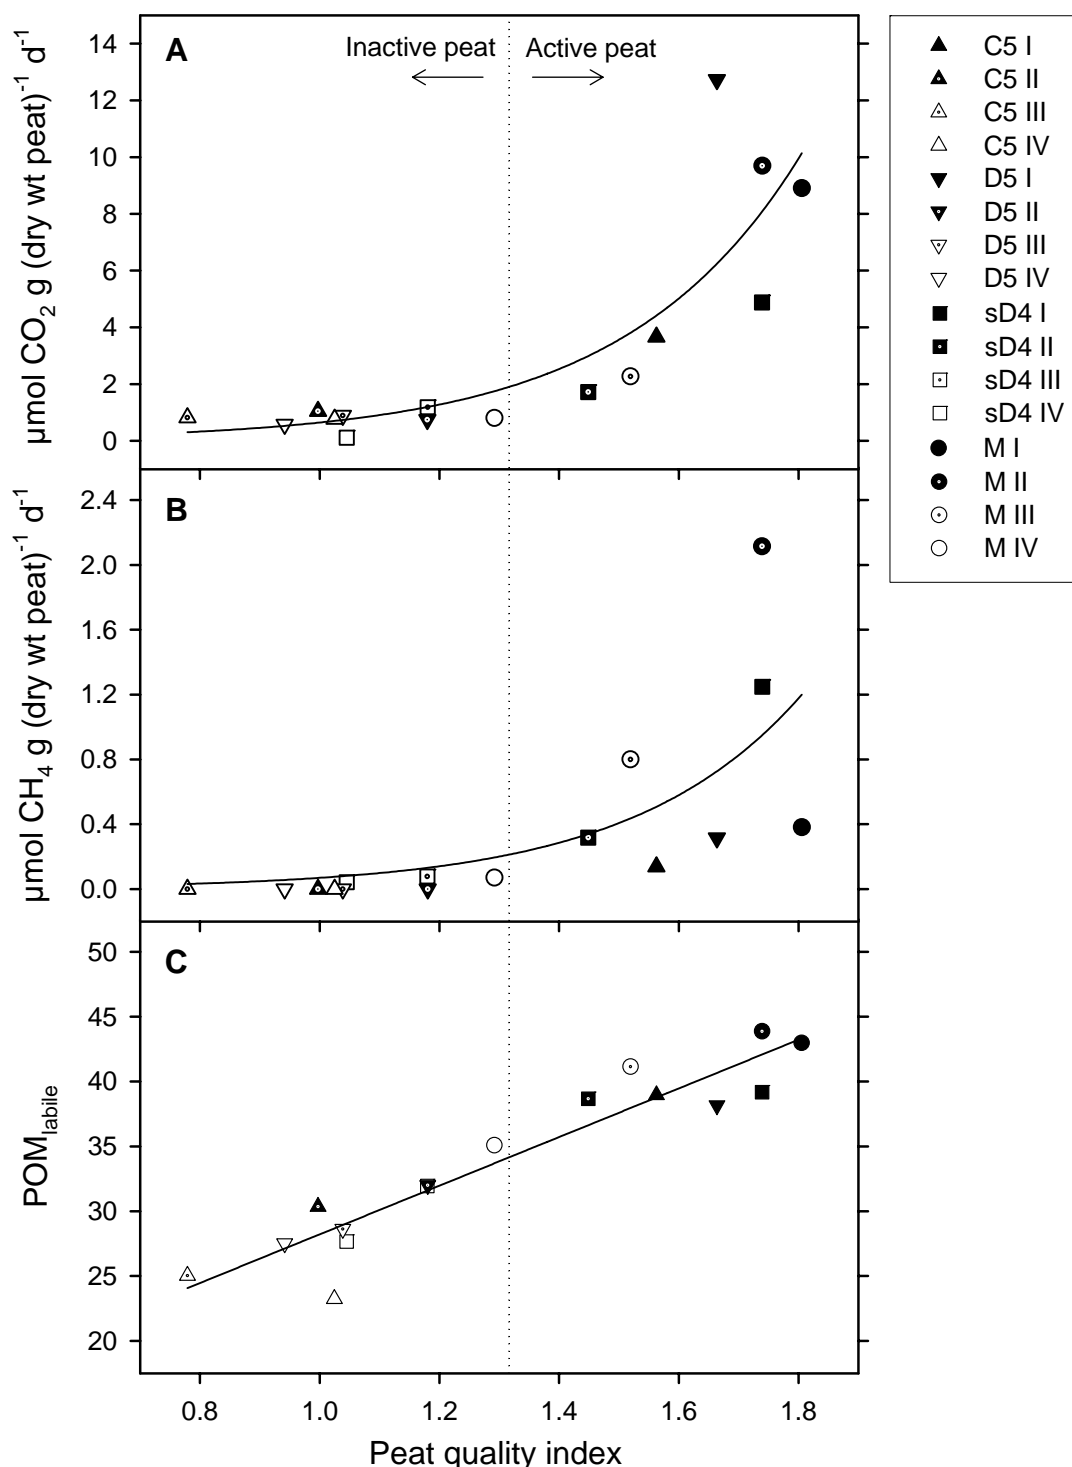 A
Inactive peat
Active peat
14
12
10
8
6
4
2
0
μmol CO2 g (dry wt peat)-1 d-1
B
2.4
2.0
1.6
1.2
0.8
0.4
0.0
μmol CH4 g (dry wt peat)-1 d-1
C
50
45
40
35
30
25
20
POMlabile
0.8 1.0 1.2 1.4 1.6 1.8
Peat quality index
C5 I
C5 II
C5 III
C5 IV
D5 I
D5 II
D5 III
D5 IV
sD4 I
sD4 II
sD4 III
sD4 IV
M I
M II
M III
M IV